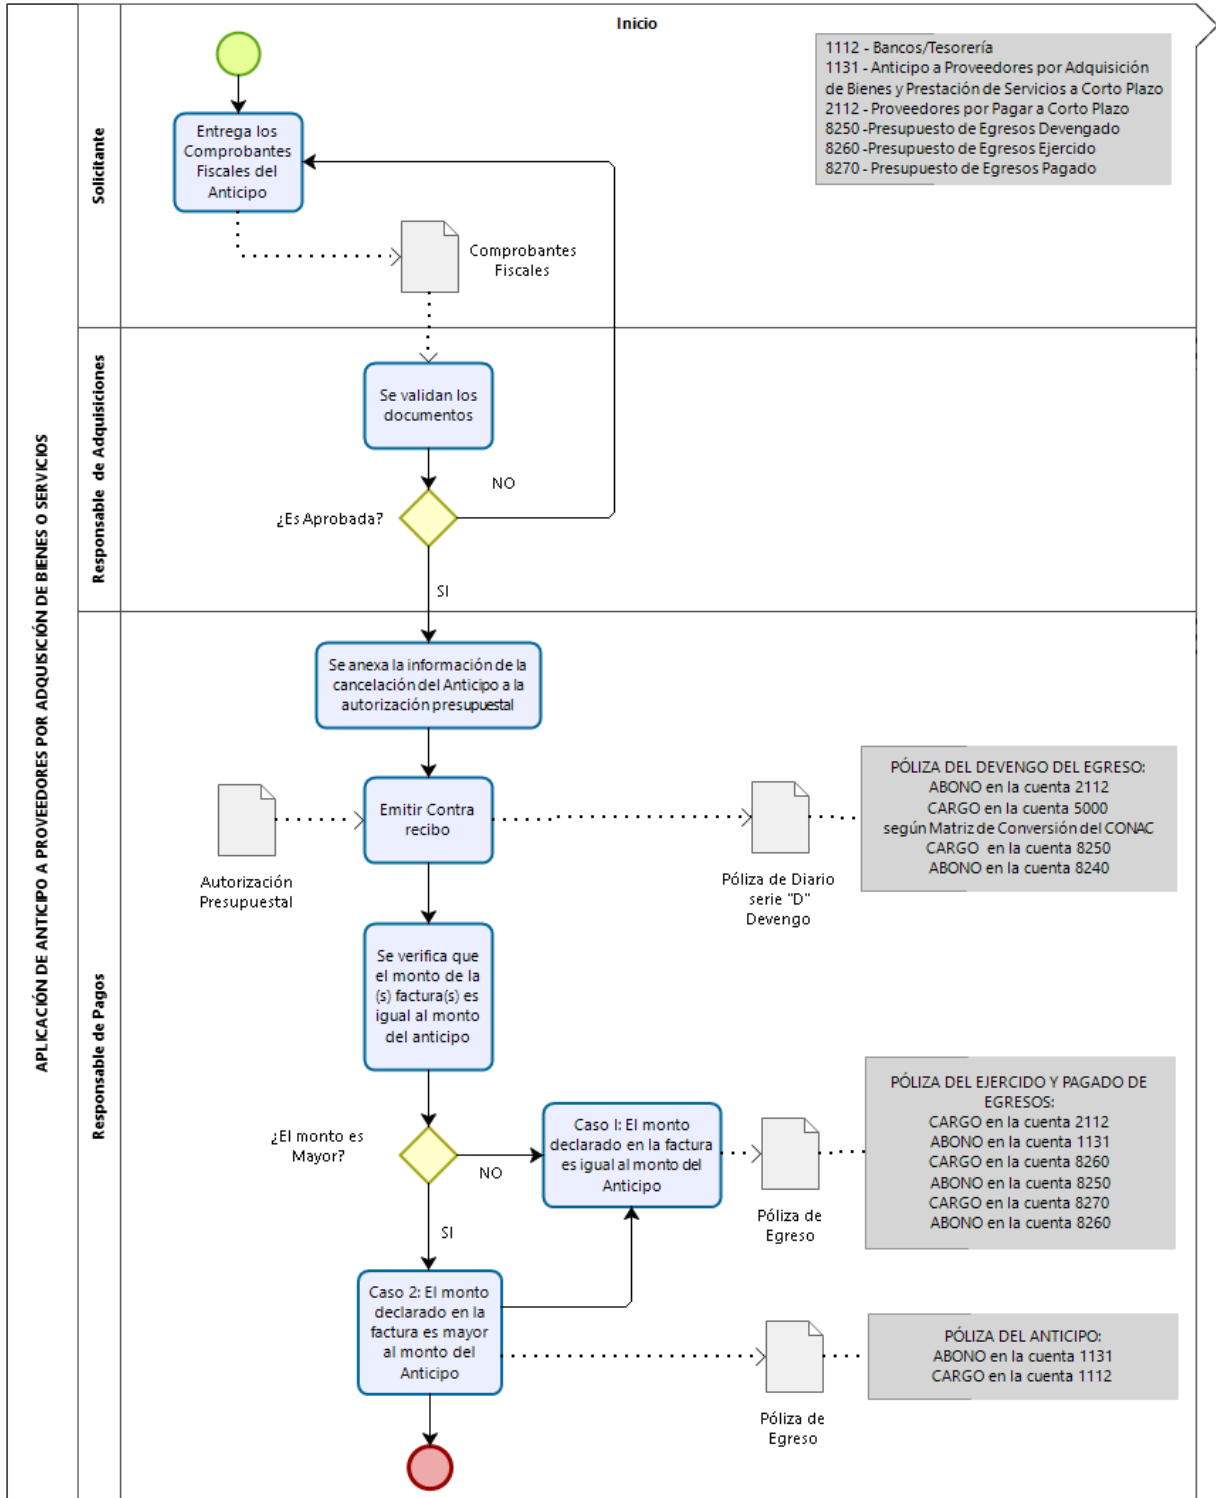 Inicio
1112 - Bancos/Tesorería
1131 - Anticipo a Proveedores por Adquisición
de Bienes y Prestación de Servicios a Corto Plazo
2112 - Proveedores por Pagar a Corto Plazo
8250 -Presupuesto de Egresos Devengado
8260 -Presupuesto de Egresos Ejercido
8270 - Presupuesto de Egresos Pagado
APLICACIÓN DE ANTICIPO A PROVEEDORES POR ADQUISICIÓN DE BIENES O SERVICIOS
Solicitante
Entrega los
Comprobantes
Fiscales del
Anticipo
Comprobantes
Fiscales
Responsable de Adquisiciones
Se validan los
documentos
NO
¿Es Aprobada?
SI
Responsable de Pagos
Se anexa la información de la
cancelación del Anticipo a la
autorización presupuestal
Emitir Contra
recibo
Autorización
Presupuestal
Póliza de Diario
serie "D"
Devengo
PÓLIZA DEL DEVENGO DEL EGRESO:
ABONO en la cuenta 2112
CARGO en la cuenta 5000
según Matriz de Conversión del CONAC
CARGO en la cuenta 8250
ABONO en la cuenta 8240
Se verifica que
el monto de la
(s) factura(s) es
igual al monto
del anticipo
¿El monto es
Mayor?
NO
Caso I: El monto
declarado en la factura
es igual al monto del
Anticipo
Póliza de
Egreso
PÓLIZA DEL EJERCIDO Y PAGADO DE
EGRESOS:
CARGO en la cuenta 2112
ABONO en la cuenta 1131
CARGO en la cuenta 8260
ABONO en la cuenta 8250
CARGO en la cuenta 8270
ABONO en la cuenta 8260
SI
Caso 2: El monto
declarado en la
factura es mayor
al monto del
Anticipo
Póliza de
Egreso
PÓLIZA DEL ANTICIPO:
ABONO en la cuenta 1131
CARGO en la cuenta 1112